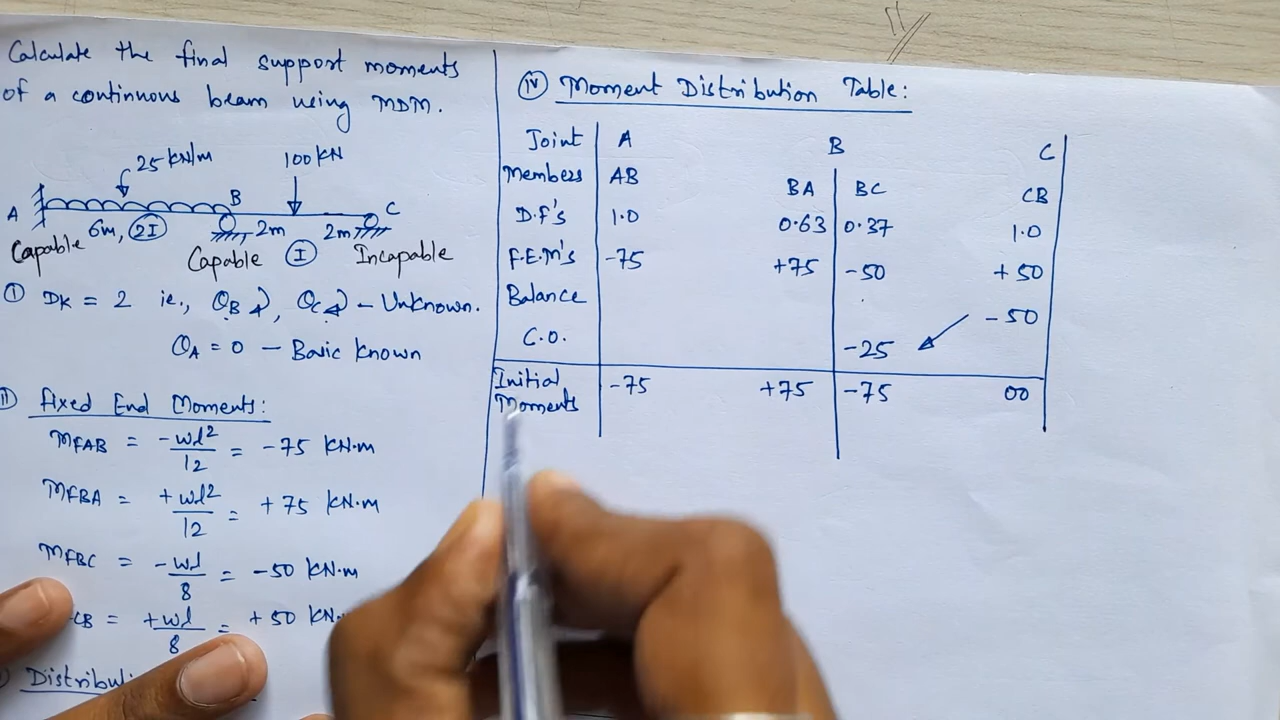 Calculate the final support moments
of a continuous beam using MDM.
25 kN/m
100 kN
A
B
C
6m, 2I
2m
2m
Capable
Capable
I
Incapable
I DK = 2 ie., θB, θC – Unknown.
θA = 0 – Basic Known
II Fixed End Moments:
MFAB = -wl²/12 = -75 KN.m
MFBA = +wl²/12 = +75 KN.m
MFBC = -wl/8 = -50 KN.m
CB = +wl/8 = +50 KN.
Distribu
IV Moment Distribution Table:
Joint A B C
Members AB BA BC CB
D.F's 1.0 0.63 0.37 1.0
F.E.M's -75 +75 -50 +50
Balance -50
C.O. -25
Initial Moments -75 +75 -75 00